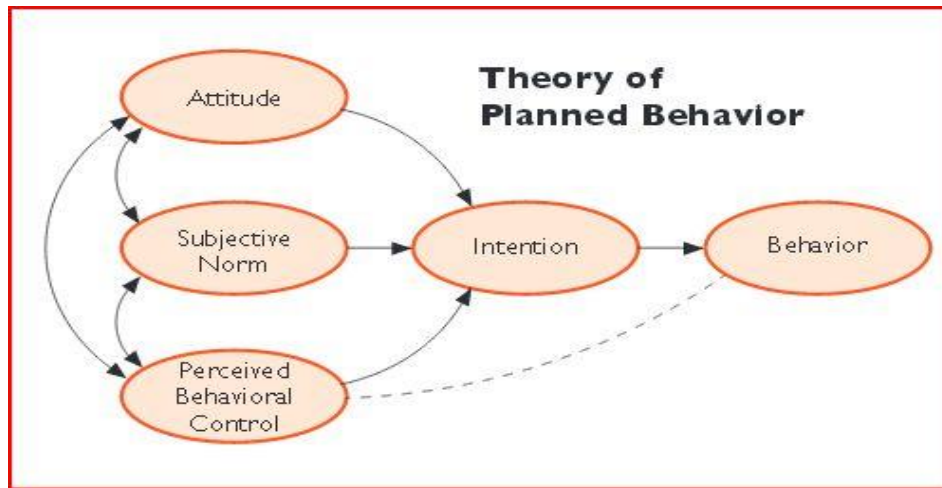 Theory of
Planned Behavior
Attitude
Subjective
Norm
Intention
Behavior
Perceived
Behavioral
Control